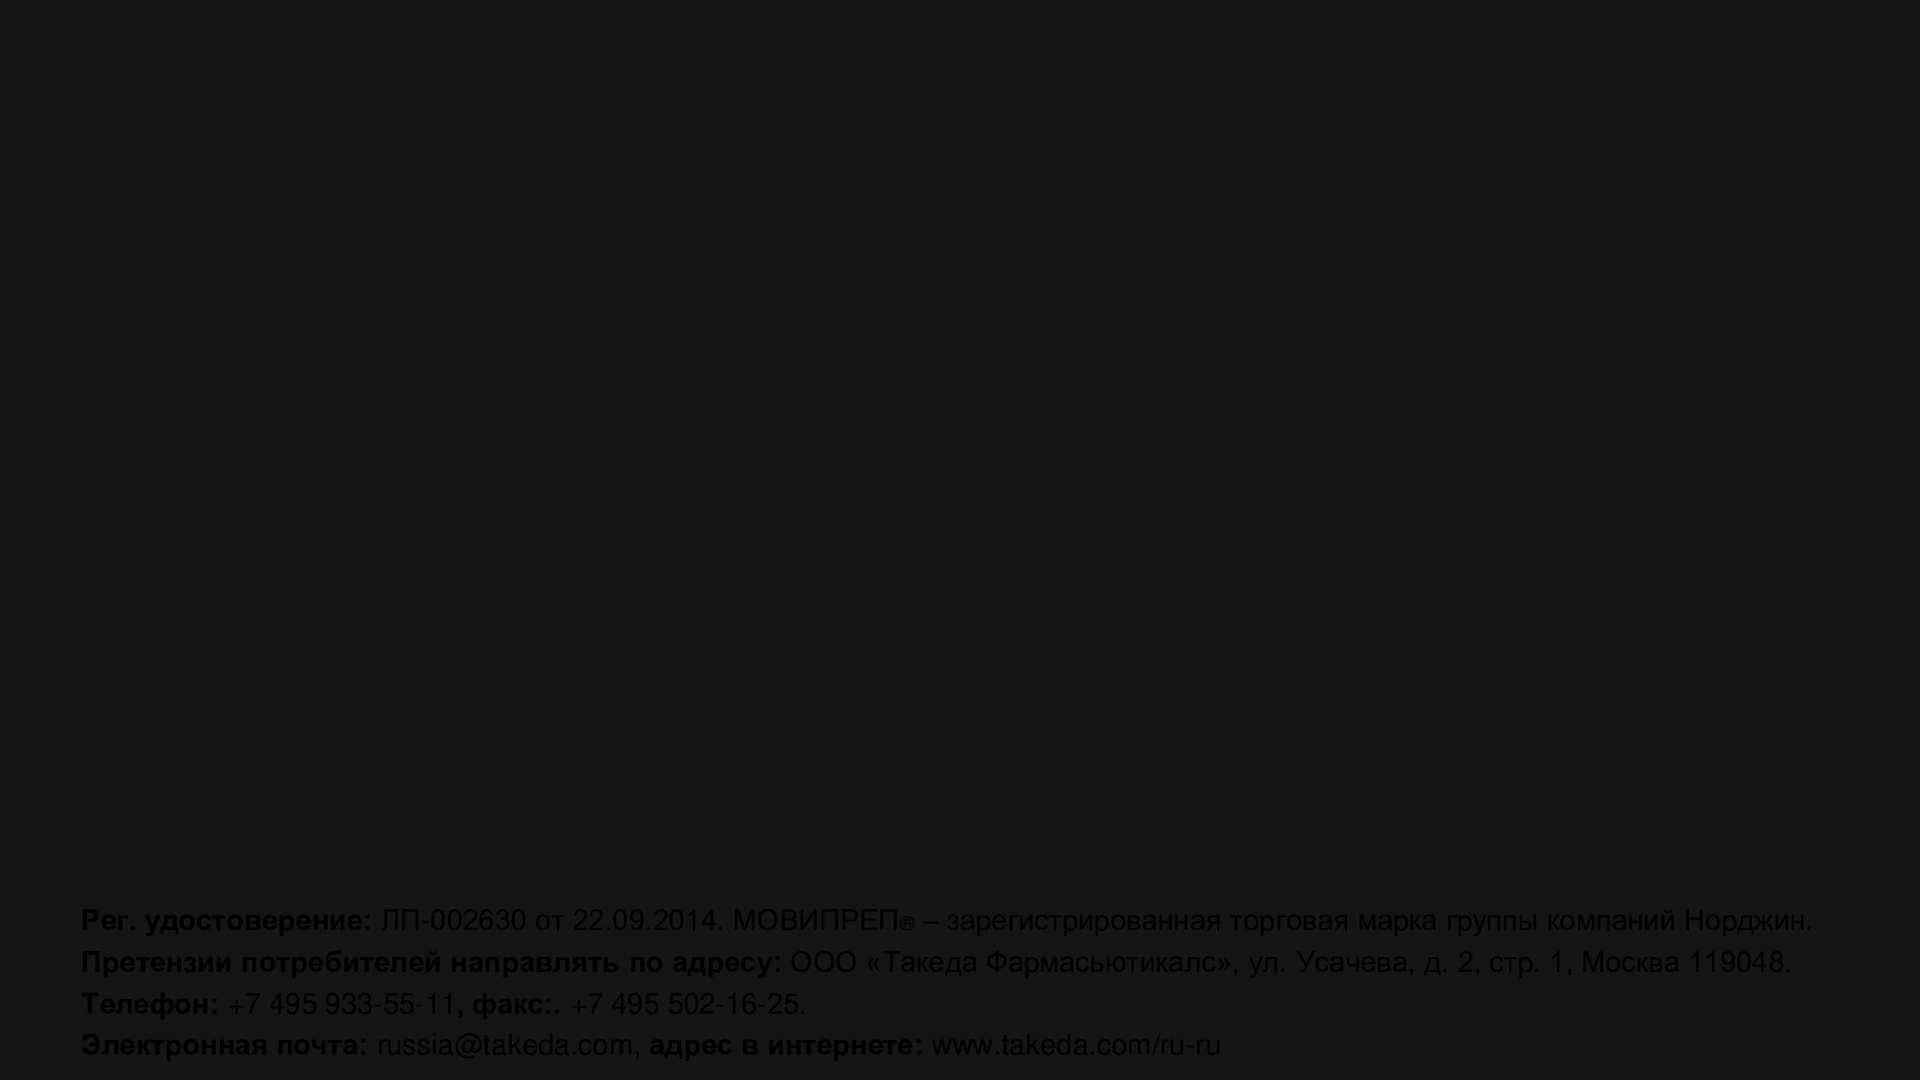 Рег. удостоверение: ЛП-002630 от 22.09.2014. МОВИПРЕП® – зарегистрированная торговая марка группы компаний Норджин.
Претензии потребителей направлять по адресу: ООО «Такеда Фармасьютикалс», ул. Усачева, д. 2, стр. 1, Москва 119048.
Телефон: +7 495 933-55-11, факс:. +7 495 502-16-25.
Электронная почта: russia@takeda.com, адрес в интернете: www.takeda.com/ru-ru